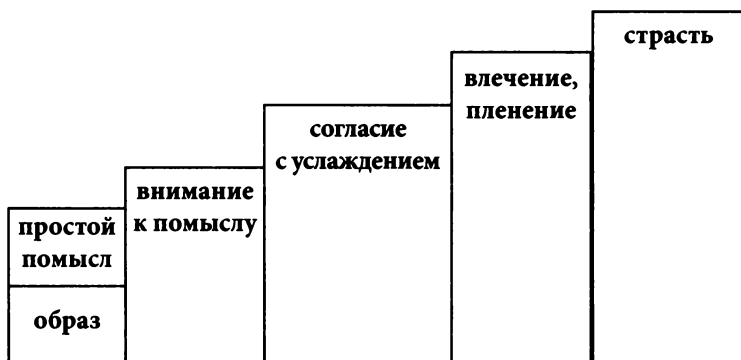 простой
помысл
образ
внимание
к помыслу
согласие
с услаждением
влечение,
пленение
страсть